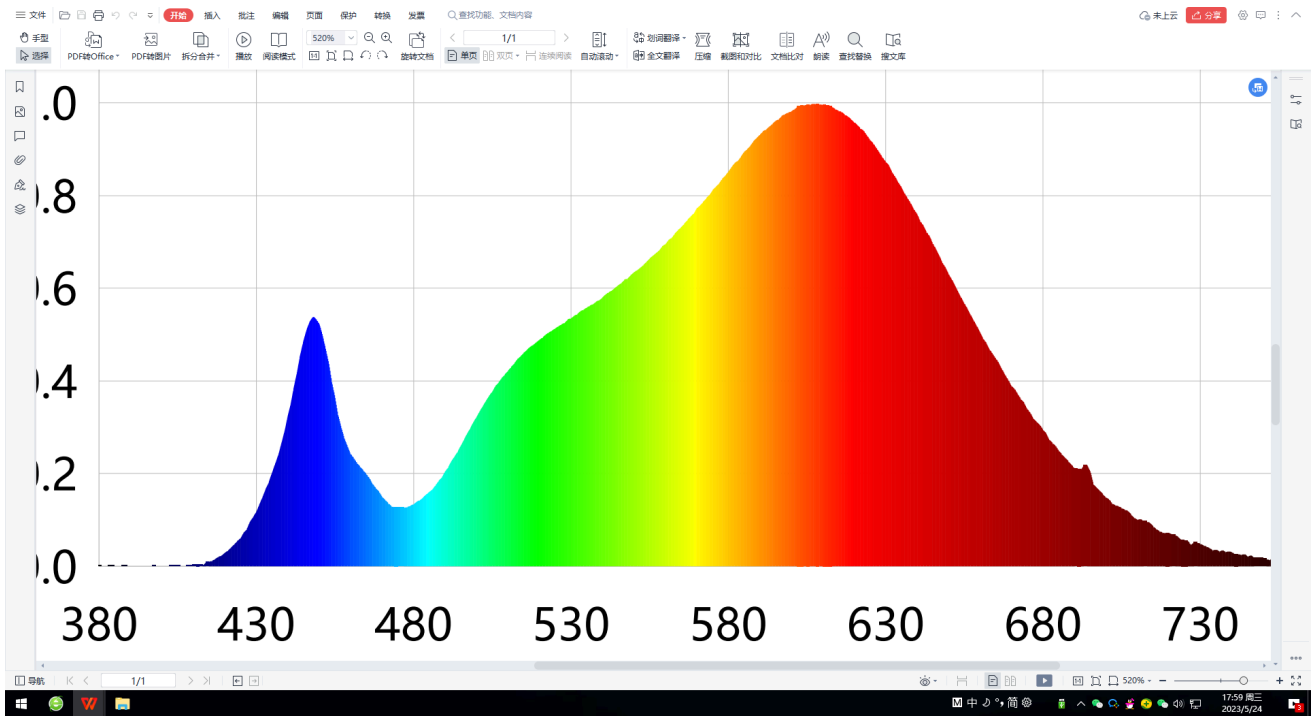 三 文件 开始 插入 批注 编辑 页面 保护 转换 发票 查找功能、文档内容 未上云 分享
手型 520% 1/1 划词翻译
选择 PDF转Office PDF转图片 拆分合并 播放 阅读模式 旋转文档 单页 双页 连续阅读 自动滚动 全文翻译 压缩 截图和对比 文档比对 朗读 查找替换 搜文库
.0
.8
.6
.4
.2
.0
380 430 480 530 580 630 680 730
导航 1/1 520%
M 中 简 17:59 周三
2023/5/24